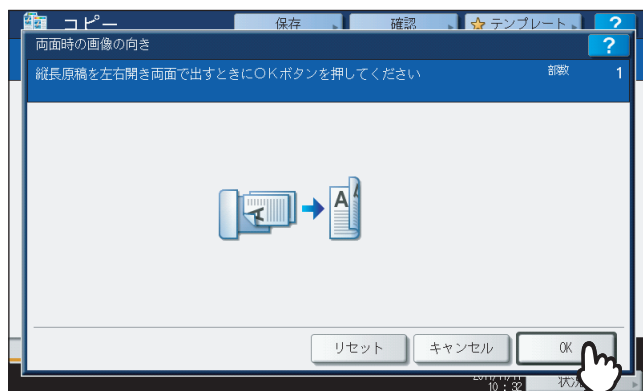 コピー 保存 確認 テンプレート ?
両面時の画像の向き ?
縦長原稿を左右開き両面で出すときにOKボタンを押してください 部数 1
A A A
リセット キャンセル OK
10 : 32